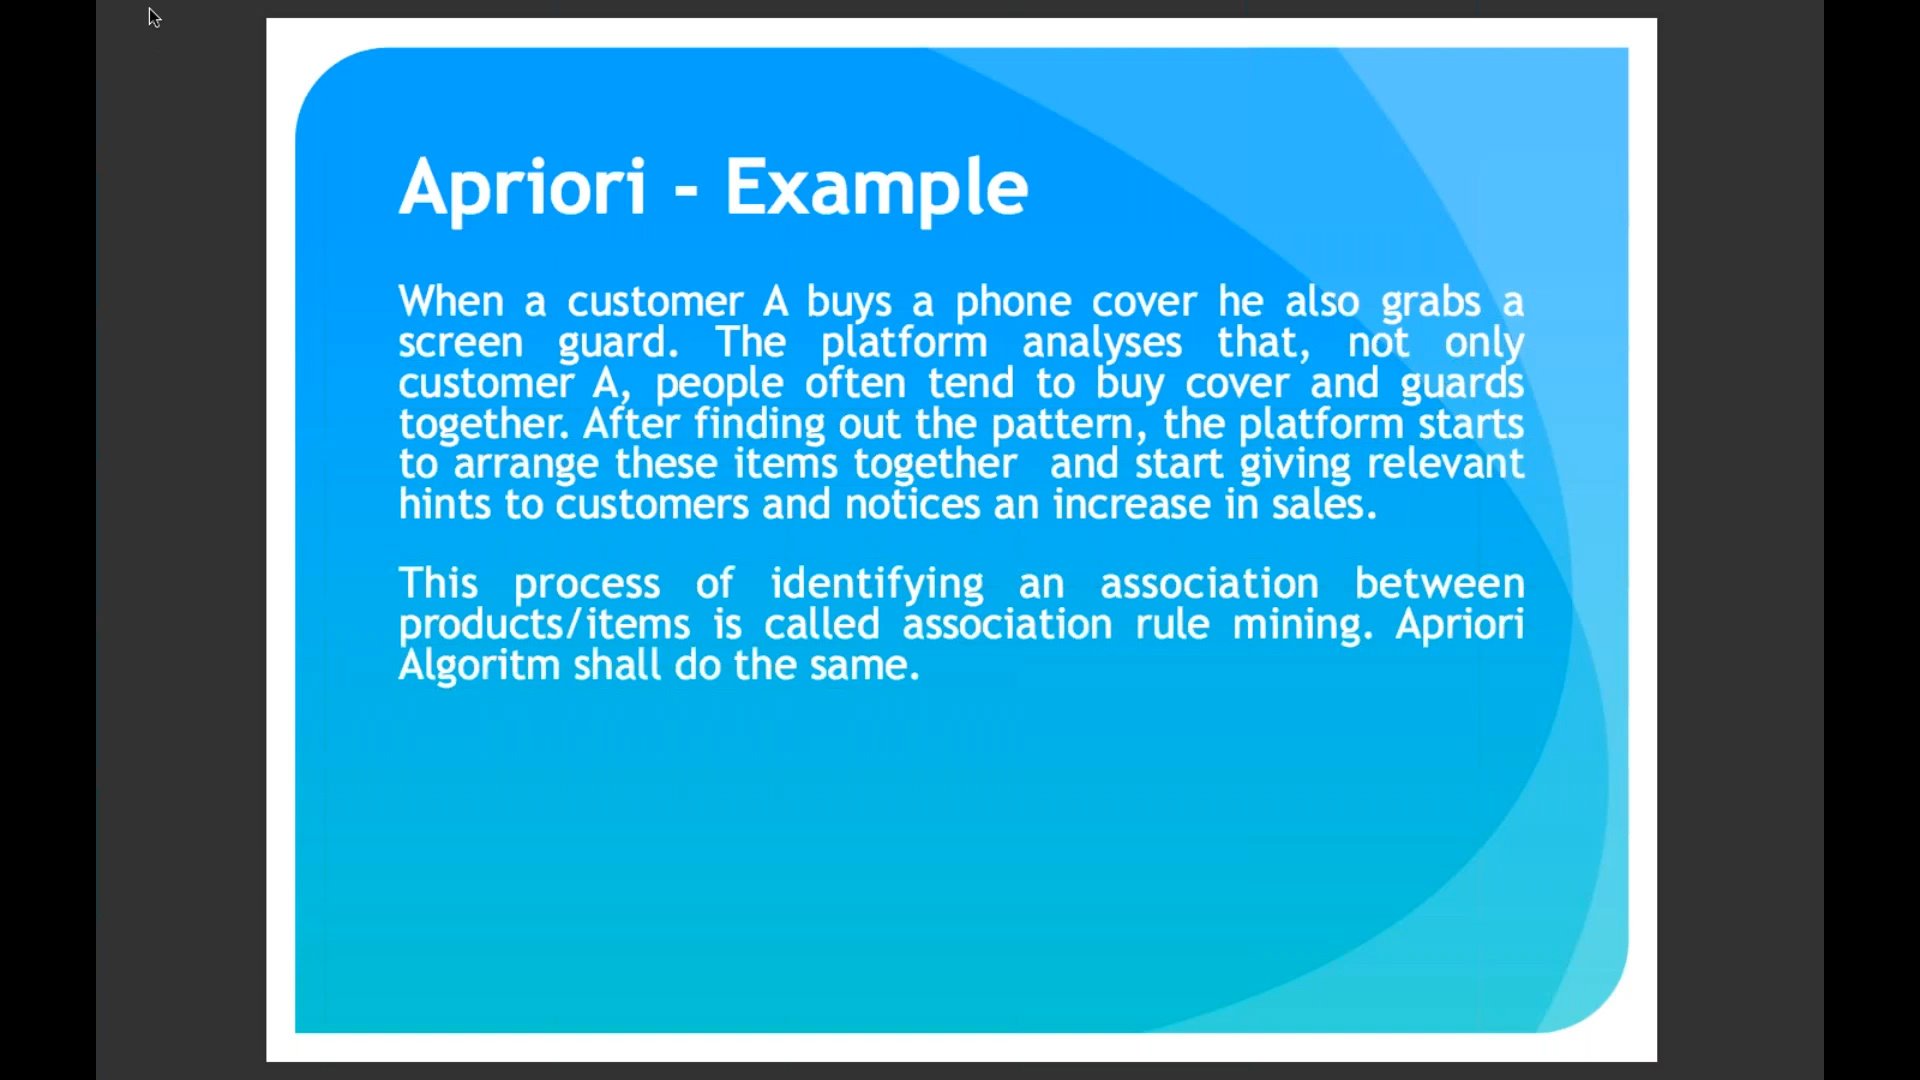 Apriori - Example
When a customer A buys a phone cover he also grabs a
screen guard. The platform analyses that, not only
customer A, people often tend to buy cover and guards
together. After finding out the pattern, the platform starts
to arrange these items together  and start giving relevant
hints to customers and notices an increase in sales.
This process of identifying an association between
products/items is called association rule mining. Apriori
Algoritm shall do the same.